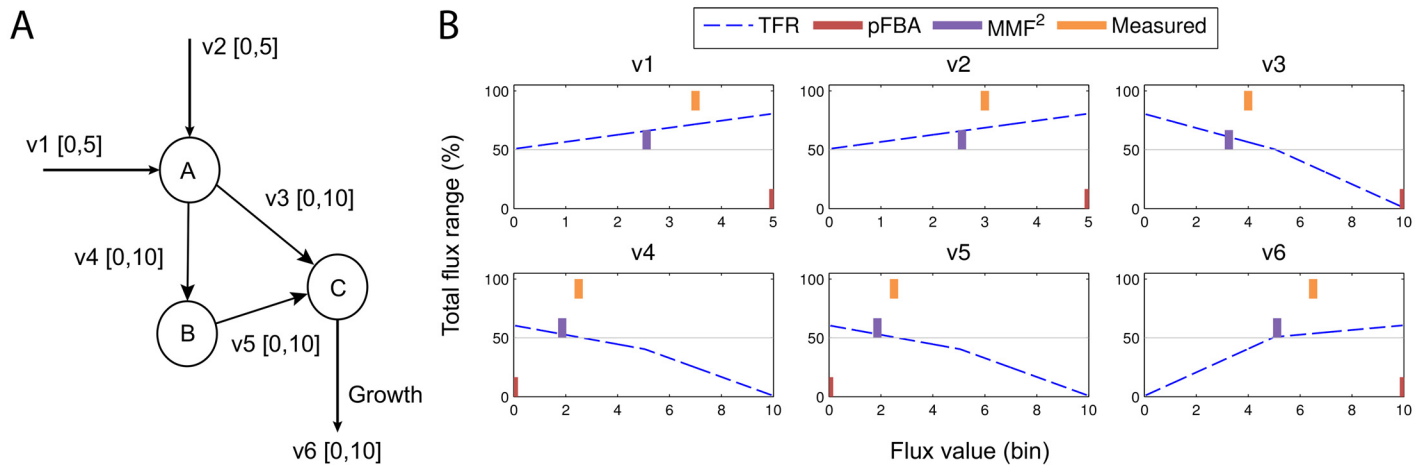 A
v2 [0,5]
v1 [0,5]
A
v3 [0,10]
v4 [0,10]
C
B
v5 [0,10]
Growth
v6 [0,10]
B
TFR pFBA MMF² Measured
Total flux range (%)
v1
100
50
0
0 1 2 3 4 5
v2
100
50
0
0 1 2 3 4 5
v3
100
50
0
0 2 4 6 8 10
v4
100
50
0
0 2 4 6 8 10
v5
100
50
0
0 2 4 6 8 10
v6
100
50
0
0 2 4 6 8 10
Flux value (bin)